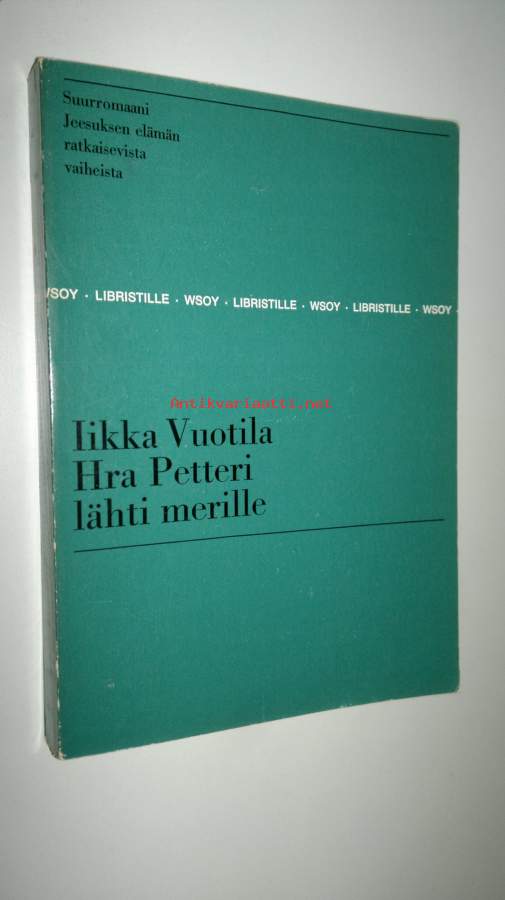 Suurromaani
Jeesuksen elämän
ratkaisevista
vaiheista
WSOY · LIBRISTILLE · WSOY · LIBRISTILLE · WSOY · LIBRISTILLE · WSOY ·
Antikvariaatti.net
Iikka Vuotila
Hra Petteri
lähti merille